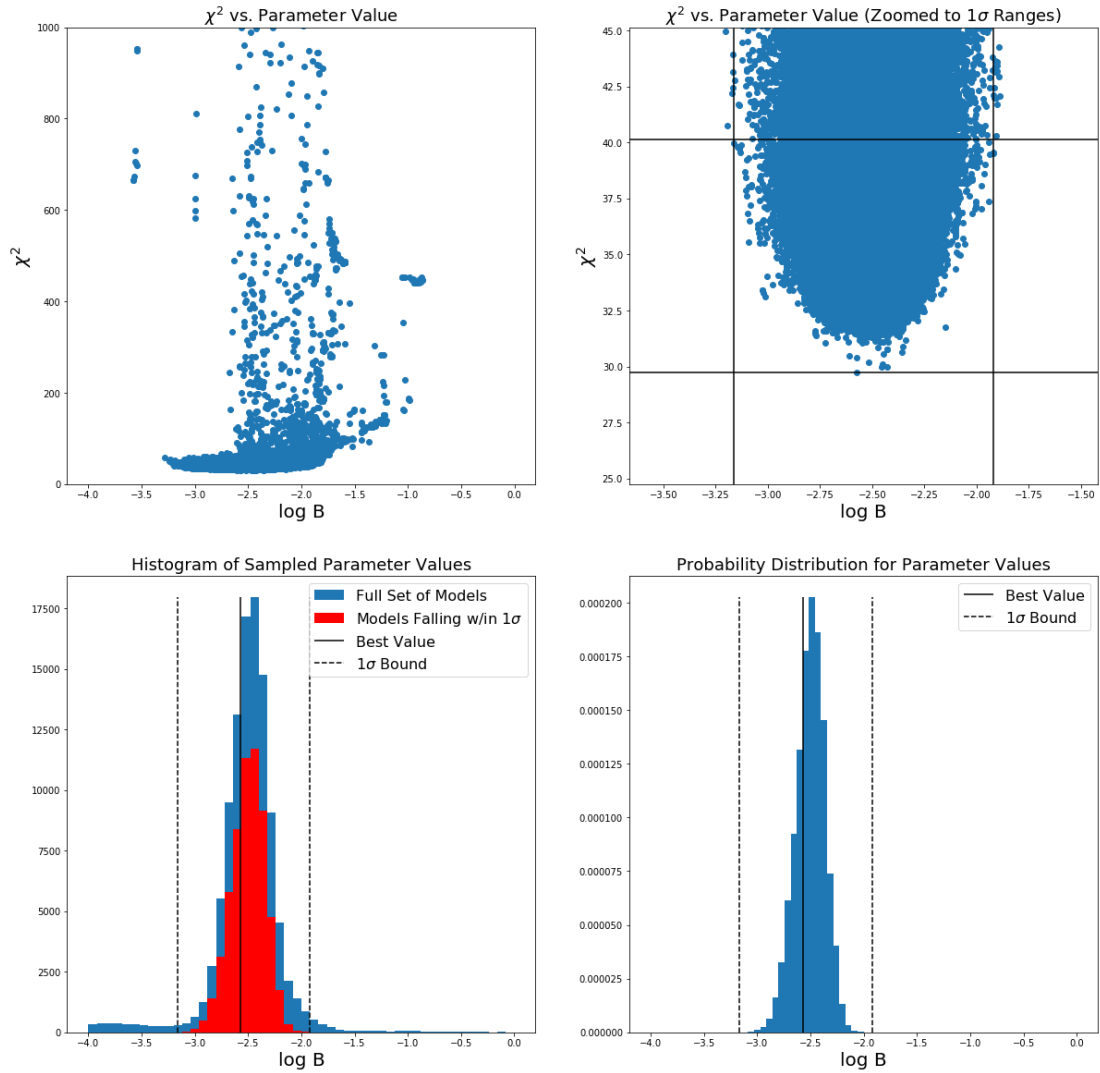 χ² vs. Parameter Value
1000
800
600
400
200
0
χ²
−4.0 −3.5 −3.0 −2.5 −2.0 −1.5 −1.0 −0.5 0.0
log B
χ² vs. Parameter Value (Zoomed to 1σ Ranges)
45.0
42.5
40.0
37.5
35.0
32.5
30.0
27.5
25.0
χ²
−3.50 −3.25 −3.00 −2.75 −2.50 −2.25 −2.00 −1.75 −1.50
log B
Histogram of Sampled Parameter Values
17500
15000
12500
10000
7500
5000
2500
0
Full Set of Models
Models Falling w/in 1σ
Best Value
1σ Bound
−4.0 −3.5 −3.0 −2.5 −2.0 −1.5 −1.0 −0.5 0.0
log B
Probability Distribution for Parameter Values
0.000200
0.000175
0.000150
0.000125
0.000100
0.000075
0.000050
0.000025
0.000000
Best Value
1σ Bound
−4.0 −3.5 −3.0 −2.5 −2.0 −1.5 −1.0 −0.5 0.0
log B